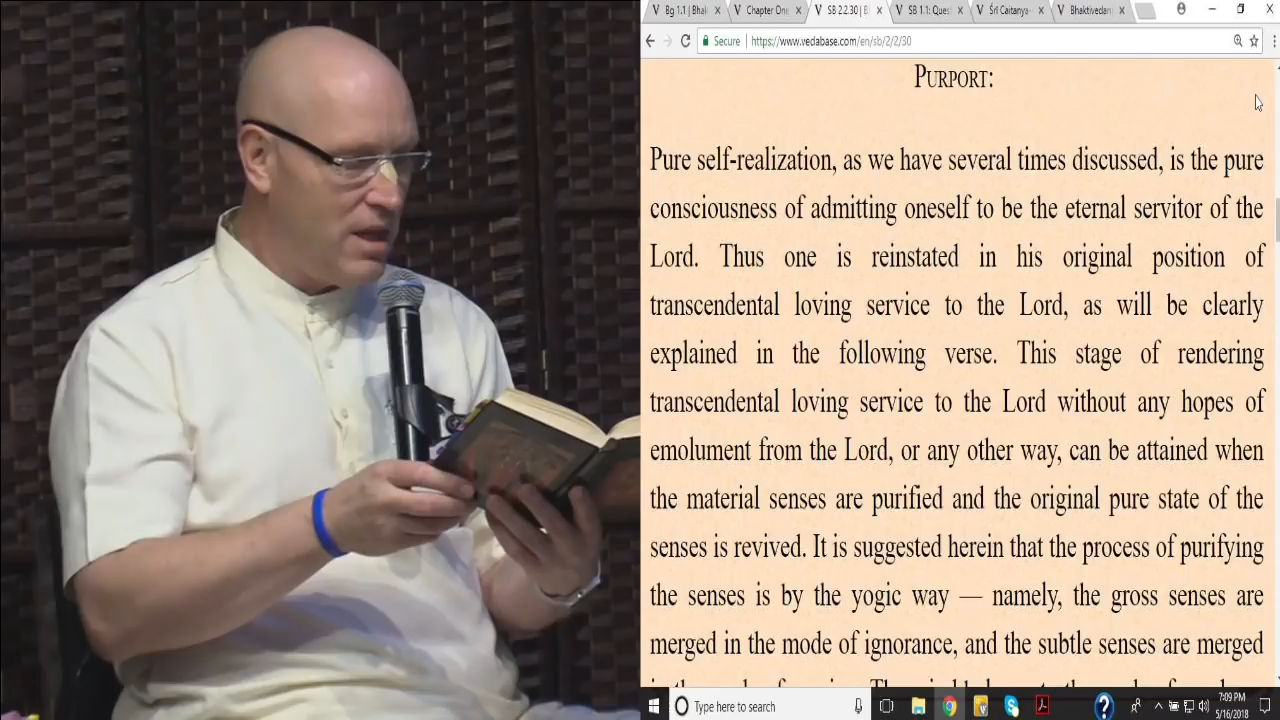 Bg 1.1 | Bha
Chapter One
SB 2.2.30 | B
SB 1.1: Ques
Śrī Caitanya-
Bhaktivedan
Secure
https://www.vedabase.com/en/sb/2/2/30
PURPORT:
Pure self-realization, as we have several times discussed, is the pure
consciousness of admitting oneself to be the eternal servitor of the
Lord. Thus one is reinstated in his original position of
transcendental loving service to the Lord, as will be clearly
explained in the following verse. This stage of rendering
transcendental loving service to the Lord without any hopes of
emolument from the Lord, or any other way, can be attained when
the material senses are purified and the original pure state of the
senses is revived. It is suggested herein that the process of purifying
the senses is by the yogic way — namely, the gross senses are
merged in the mode of ignorance, and the subtle senses are merged
Type here to search
7:09 PM
5/16/2018